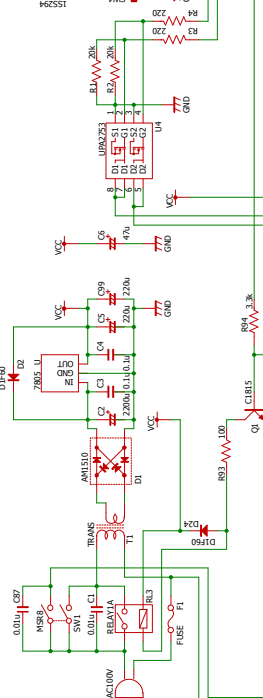 1SS294
R4
220
R3
220
20k
R1
20k
R2
GND
1
2
3
4
S1
G1
S2
G2
UPA2753
U4
D1
D1
D2
D2
8
7
6
5
VCC
C6
47u
VCC
GND
VCC
C99
220u
C5
220u
GND
C4
0.1u
C3
0.1u
C2
2200u
D1F60
D2
7805
U
OUT
GND
IN
VCC
R94
3.3k
C1815
Q1
R93
100
AM1510
D1
D24
D1F60
TRANS
T1
C87
0.01u
MSR8
SW1
C1
0.01u
RELAY1A
RL3
F1
FUSE
AC100V